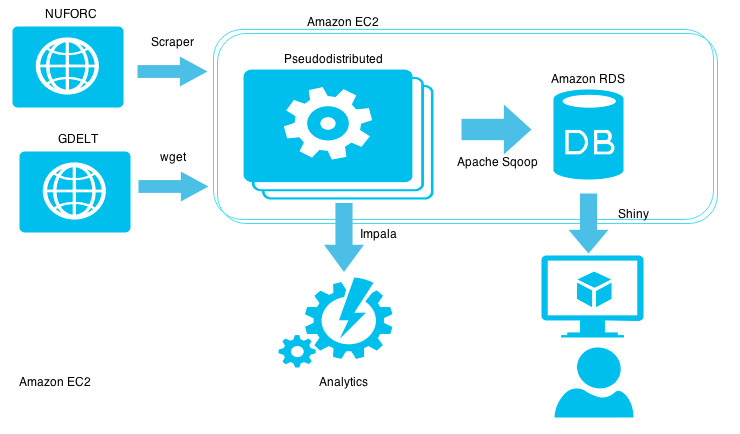 NUFORC
Amazon EC2
Scraper
Pseudodistributed
Amazon RDS
GDELT
wget
DB
Apache Sqoop
Impala
Shiny
Amazon EC2
Analytics